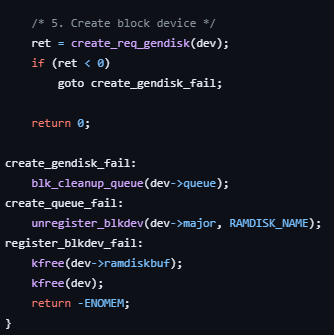 /* 5. Create block device */
ret = create_req_gendisk(dev);
if (ret < 0)
goto create_gendisk_fail;
return 0;
create_gendisk_fail:
blk_cleanup_queue(dev->queue);
create_queue_fail:
unregister_blkdev(dev->major, RAMDISK_NAME);
register_blkdev_fail:
kfree(dev->ramdiskbuf);
kfree(dev);
return -ENOMEM;
}